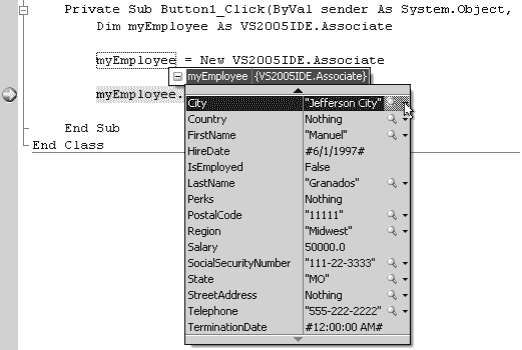 Private Sub Button1_Click(ByVal sender As System.Object,
Dim myEmployee As VS2005IDE.Associate
myEmployee = New VS2005IDE.Associate
myEmployee {VS2005IDE.Associate}
myEmployee.
City "Jefferson City"
Country Nothing
FirstName "Manuel"
HireDate #6/1/1997#
IsEmployed False
LastName "Granados"
Perks Nothing
PostalCode "11111"
Region "Midwest"
Salary 50000.0
SocialSecurityNumber "111-22-3333"
State "MO"
StreetAddress Nothing
Telephone "555-222-2222"
TerminationDate #12:00:00 AM#
End Sub
End Class